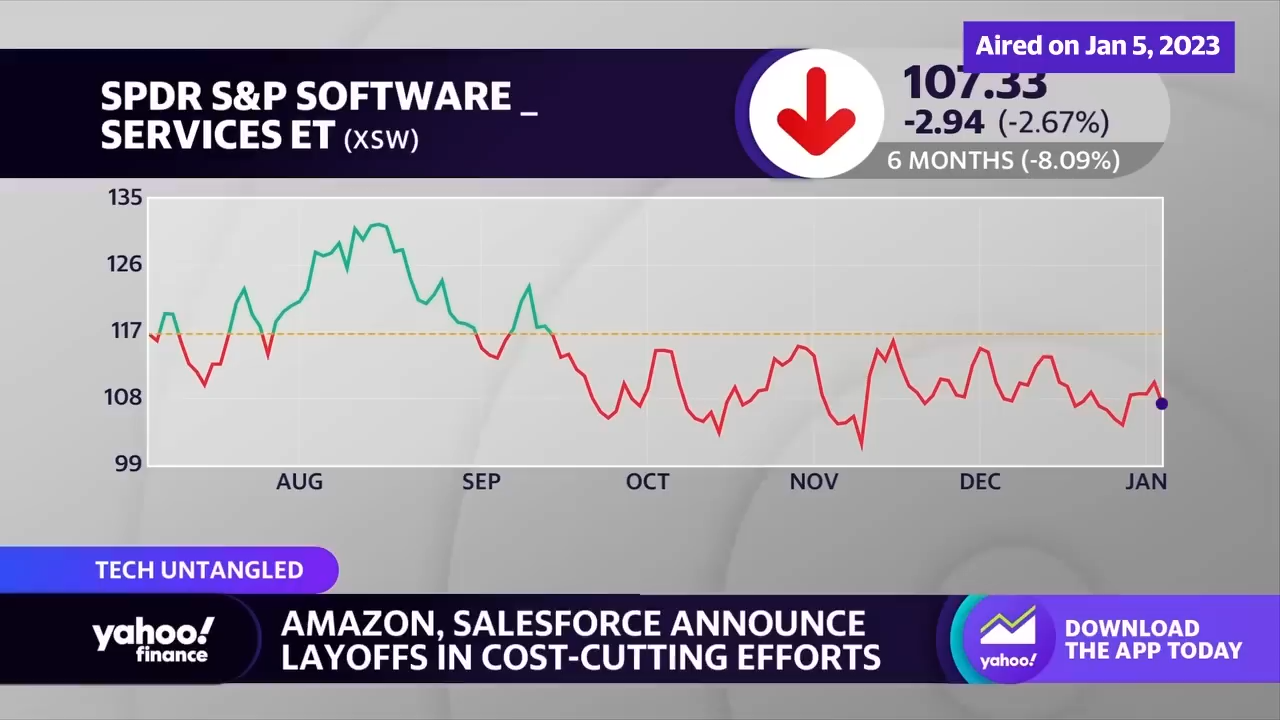 Aired on Jan 5, 2023
SPDR S&P SOFTWARE _
SERVICES ET (XSW)
107.33
-2.94 (-2.67%)
6 MONTHS (-8.09%)
135
126
117
108
99
AUG SEP OCT NOV DEC JAN
TECH UNTANGLED
yahoo!
finance
AMAZON, SALESFORCE ANNOUNCE
LAYOFFS IN COST-CUTTING EFFORTS
yahoo!
DOWNLOAD
THE APP TODAY